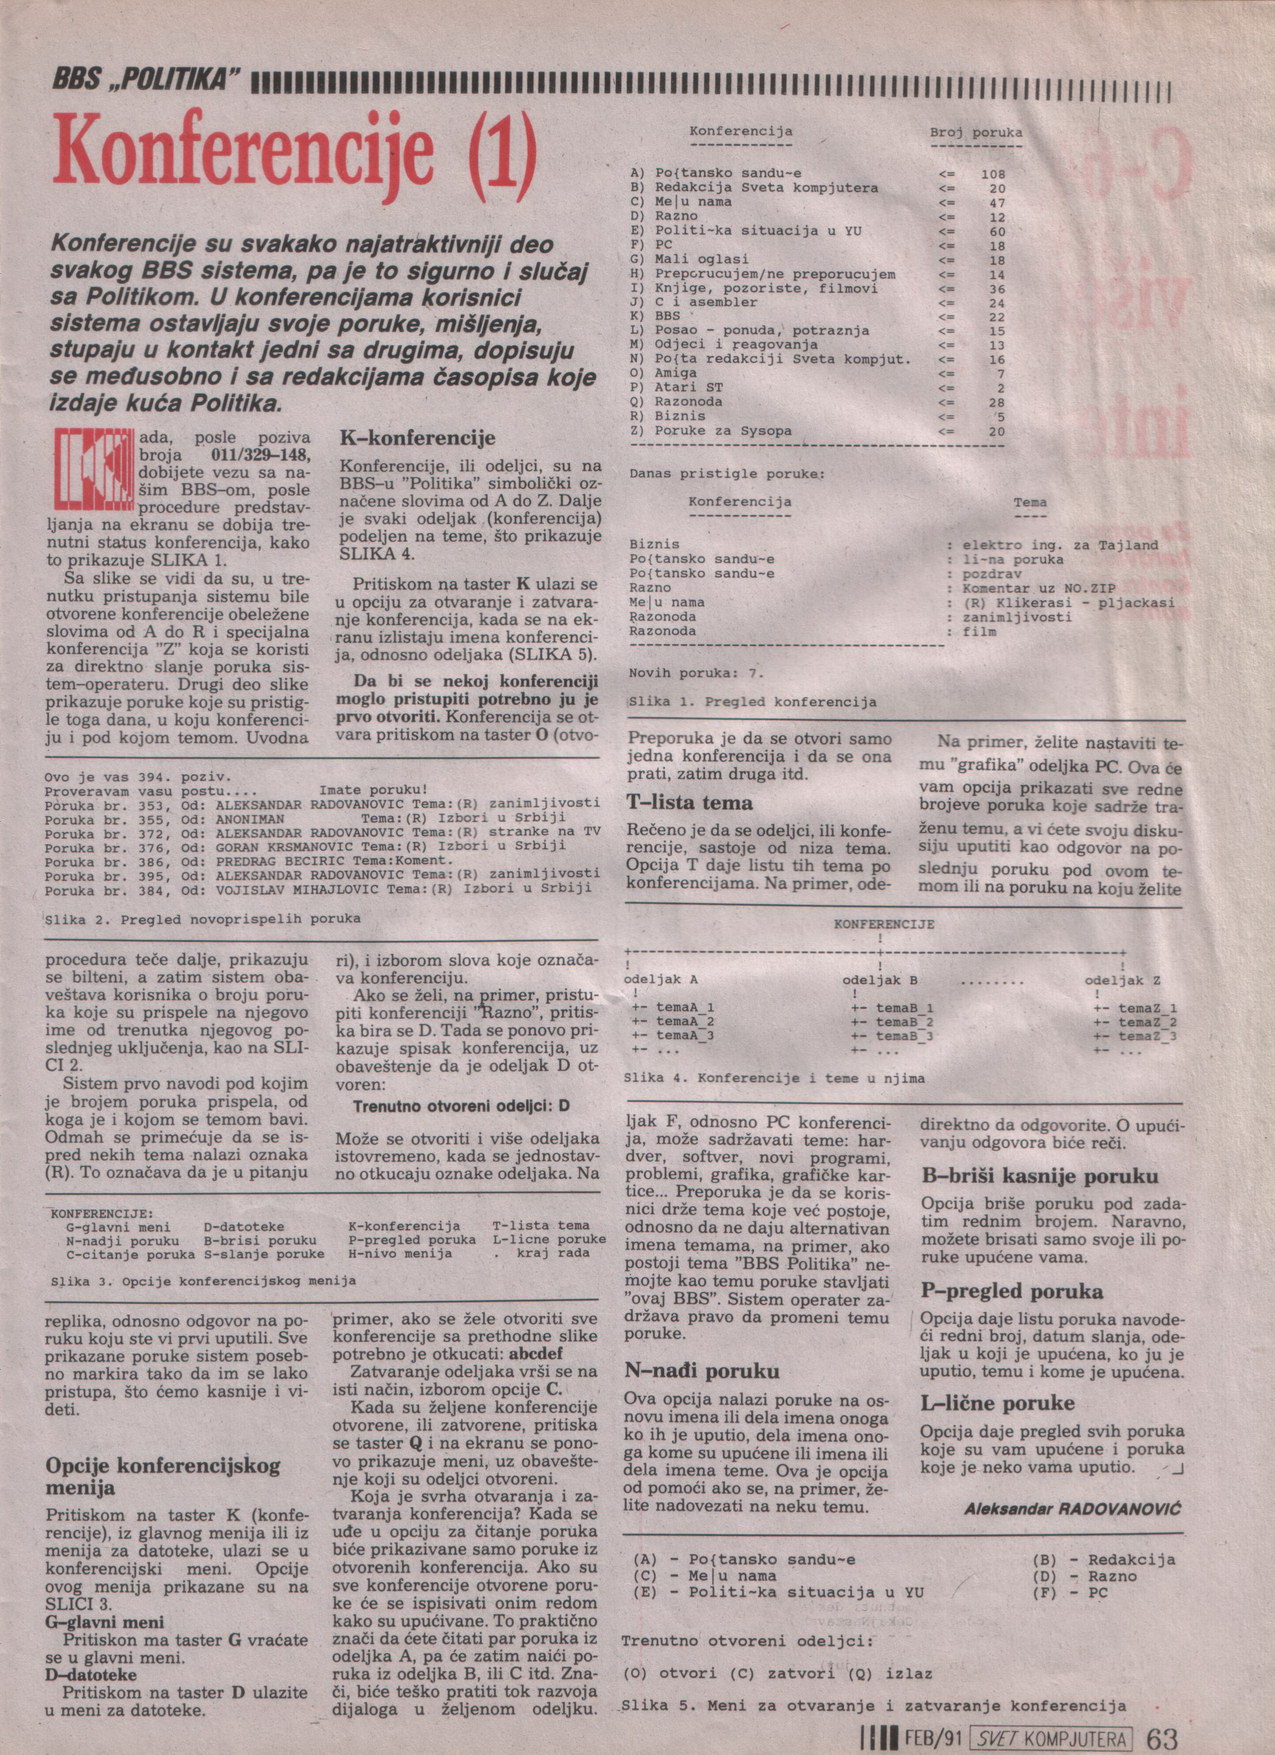 BBS „POLITIKA”
Konferencije (1)
Konferencije su svakako najatraktivniji deo
svakog BBS sistema, pa je to sigurno i slučaj
sa Politikom. U konferencijama korisnici
sistema ostavljaju svoje poruke, mišljenja,
stupaju u kontakt jedni sa drugima, dopisuju
se međusobno i sa redakcijama časopisa koje
izdaje kuća Politika.
Kada, posle poziva
broja 011/329–148,
dobijete vezu sa na-
šim BBS–om, posle
procedure predstav-
ljanja na ekranu se dobija tre-
nutni status konferencija, kako
to prikazuje SLIKA 1.
Sa slike se vidi da su, u tre-
nutku pristupanja sistemu bile
otvorene konferencije obeležene
slovima od A do R i specijalna
konferencija "Z" koja se koristi
za direktno slanje poruka sis-
tem–operateru. Drugi deo slike
prikazuje poruke koje su pristig-
le toga dana, u koju konferenci-
ju i pod kojom temom. Uvodna
K–konferencije
Konferencije, ili odeljci, su na
BBS–u "Politika" simbolički oz-
načene slovima od A do Z. Dalje
je svaki odeljak (konferencija)
podeljen na teme, što prikazuje
SLIKA 4.
Pritiskom na taster K ulazi se
u opciju za otvaranje i zatvara-
nje konferencija, kada se na ek-
ranu izlistaju imena konferenci-
ja, odnosno odeljaka (SLIKA 5).
Da bi se nekoj konferenciji
moglo pristupiti potrebno ju je
prvo otvoriti. Konferencija se ot-
vara pritiskom na taster O (otvo-
Ovo je vas 394. poziv.
Proveravam vasu postu.... Imate poruku!
Poruka br. 353, Od: ALEKSANDAR RADOVANOVIC Tema:(R) zanimljivosti
Poruka br. 355, Od: ANONIMAN Tema:(R) Izbori u Srbiji
Poruka br. 372, Od: ALEKSANDAR RADOVANOVIC Tema:(R) stranke na TV
Poruka br. 376, Od: GORAN KRSMANOVIC Tema:(R) Izbori u Srbiji
Poruka br. 386, Od: PREDRAG BECIRIC Tema:Koment.
Poruka br. 395, Od: ALEKSANDAR RADOVANOVIC Tema:(R) zanimljivosti
Poruka br. 384, Od: VOJISLAV MIHAJLOVIC Tema:(R) Izbori u Srbiji
Slika 2. Pregled novoprispelih poruka
procedura teče dalje, prikazuju
se bilteni, a zatim sistem oba-
veštava korisnika o broju poru-
ka koje su prispele na njegovo
ime od trenutka njegovog po-
slednjeg uključenja, kao na SLI-
CI 2.
Sistem prvo navodi pod kojim
je brojem poruka prispela, od
koga je i kojom se temom bavi.
Odmah se primećuje da se is-
pred nekih tema nalazi oznaka
(R). To označava da je u pitanju
ri), i izborom slova koje označa-
va konferenciju.
Ako se želi, na primer, pristu-
piti konferenciji "Razno", pritis-
ka bira se D. Tada se ponovo pri-
kazuje spisak konferencija, uz
obaveštenje da je odeljak D ot-
voren:
Trenutno otvoreni odeljci: D
Može se otvoriti i više odeljaka
istovremeno, kada se jednostav-
no otkucaju oznake odeljaka. Na
KONFERENCIJE:
G-glavni meni D-datoteke K-konferencija T-lista tema
N-nadji poruku B-brisi poruku P-pregled poruka L-licne poruke
C-citanje poruka S-slanje poruke H-nivo menija . kraj rada
Slika 3. Opcije konferencijskog menija
replika, odnosno odgovor na po-
ruku koju ste vi prvi uputili. Sve
prikazane poruke sistem poseb-
no markira tako da im se lako
pristupa, što ćemo kasnije i vi-
deti.
Opcije konferencijskog
menija
Pritiskom na taster K (konfe-
rencije), iz glavnog menija ili iz
menija za datoteke, ulazi se u
konferencijski meni. Opcije
ovog menija prikazane su na
SLICI 3.
G–glavni meni
Pritiskon ma taster G vraćate
se u glavni meni.
D–datoteke
Pritiskom na taster D ulazite
u meni za datoteke.
primer, ako se žele otvoriti sve
konferencije sa prethodne slike
potrebno je otkucati: abcdef
Zatvaranje odeljaka vrši se na
isti način, izborom opcije C.
Kada su željene konferencije
otvorene, ili zatvorene, pritiska
se taster Q i na ekranu se pono-
vo prikazuje meni, uz obavešte-
nje koji su odeljci otvoreni.
Koja je svrha otvaranja i za-
tvaranja konferencija? Kada se
uđe u opciju za čitanje poruka
biće prikazivane samo poruke iz
otvorenih konferencija. Ako su
sve konferencije otvorene poru-
ke će se ispisivati onim redom
kako su upućivane. To praktično
znači da ćete čitati par poruka iz
odeljka A, pa će zatim naići po-
ruka iz odeljka B, ili C itd. Zna-
či, biće teško pratiti tok razvoja
dijaloga u željenom odeljku.
Konferencija Broj poruka
------------ -----------
A) Po{tansko sandu~e <= 108
B) Redakcija Sveta kompjutera <= 20
C) Me|u nama <= 47
D) Razno <= 12
E) Politi~ka situacija u YU <= 60
F) PC <= 18
G) Mali oglasi <= 18
H) Preporucujem/ne preporucujem <= 14
I) Knjige, pozoriste, filmovi <= 36
J) C i asembler <= 24
K) BBS <= 22
L) Posao - ponuda, potraznja <= 15
M) Odjeci i reagovanja <= 13
N) Po{ta redakciji Sveta kompjut. <= 16
O) Amiga <= 7
P) Atari ST <= 2
Q) Razonoda <= 28
R) Biznis <= 5
Z) Poruke za Sysopa <= 20
Danas pristigle poruke:
Konferencija Tema
------------ ----
Biznis : elektro ing. za Tajland
Po{tansko sandu~e : li~na poruka
Po{tansko sandu~e : pozdrav
Razno : Komentar uz NO.ZIP
Me|u nama : (R) Klikerasi - pljackasi
Razonoda : zanimljivosti
Razonoda : film
Novih poruka: 7.
Slika 1. Pregled konferencija
Preporuka je da se otvori samo
jedna konferencija i da se ona
prati, zatim druga itd.
T–lista tema
Rečeno je da se odeljci, ili konfe-
rencije, sastoje od niza tema.
Opcija T daje listu tih tema po
konferencijama. Na primer, ode-
Na primer, želite nastaviti te-
mu "grafika" odeljka PC. Ova će
vam opcija prikazati sve redne
brojeve poruka koje sadrže tra-
ženu temu, a vi ćete svoju disku-
siju uputiti kao odgovor na po-
slednju poruku pod ovom te-
mom ili na poruku na koju želite
KONFERENCIJE
!
+----------------------+----------------------+
! ! !
odeljak A odeljak B ........ odeljak Z
! ! !
+- temaA_1 +- temaB_1 +- temaZ_1
+- temaA_2 +- temaB_2 +- temaZ_2
+- temaA_3 +- temaB_3 +- temaZ_3
+- ... +- ... +- ...
Slika 4. Konferencije i teme u njima
ljak F, odnosno PC konferenci-
ja, može sadržavati teme: har-
dver, softver, novi programi,
problemi, grafika, grafičke kar-
tice... Preporuka je da se koris-
nici drže tema koje već postoje,
odnosno da ne daju alternativan
imena temama, na primer, ako
postoji tema "BBS Politika" ne-
mojte kao temu poruke stavljati
"ovaj BBS". Sistem operater za-
država pravo da promeni temu
poruke.
N–nađi poruku
Ova opcija nalazi poruke na os-
novu imena ili dela imena onoga
ko ih je uputio, dela imena ono-
ga kome su upućene ili imena ili
dela imena teme. Ova je opcija
od pomoći ako se, na primer, že-
lite nadovezati na neku temu.
direktno da odgovorite. O upući-
vanju odgovora biće reči.
B–briši kasnije poruku
Opcija briše poruku pod zada-
tim rednim brojem. Naravno,
možete brisati samo svoje ili po-
ruke upućene vama.
P–pregled poruka
Opcija daje listu poruka navode-
ći redni broj, datum slanja, ode-
ljak u koji je upućena, ko ju je
uputio, temu i kome je upućena.
L–lične poruke
Opcija daje pregled svih poruka
koje su vam upućene i poruka
koje je neko vama uputio.
Aleksandar RADOVANOVIĆ
(A) - Po{tansko sandu~e (B) - Redakcija
(C) - Me|u nama (D) - Razno
(E) - Politi~ka situacija u YU (F) - PC
Trenutno otvoreni odeljci:
(O) otvori (C) zatvori (Q) izlaz
Slika 5. Meni za otvaranje i zatvaranje konferencija
FEB/91 SVET KOMPJUTERA 63